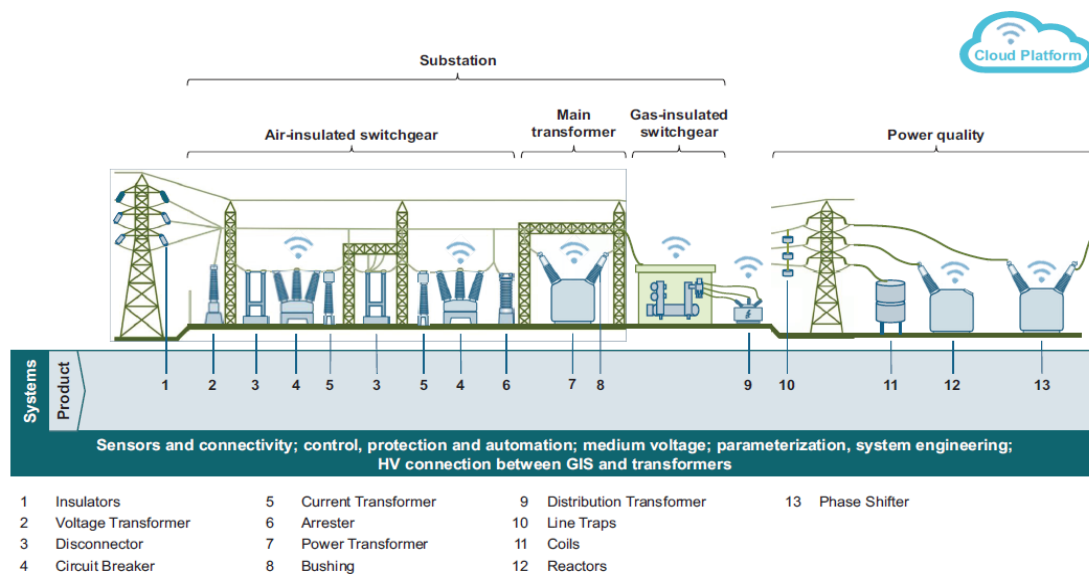 Cloud Platform
Substation
Air-insulated switchgear
Main
transformer
Gas-insulated
switchgear
Power quality
Systems
Product
1 2 3 4 5 3 5 4 6 7 8 9 10 11 12 13
Sensors and connectivity; control, protection and automation; medium voltage; parameterization, system engineering;
HV connection between GIS and transformers
1 Insulators
2 Voltage Transformer
3 Disconnector
4 Circuit Breaker
5 Current Transformer
6 Arrester
7 Power Transformer
8 Bushing
9 Distribution Transformer
10 Line Traps
11 Coils
12 Reactors
13 Phase Shifter